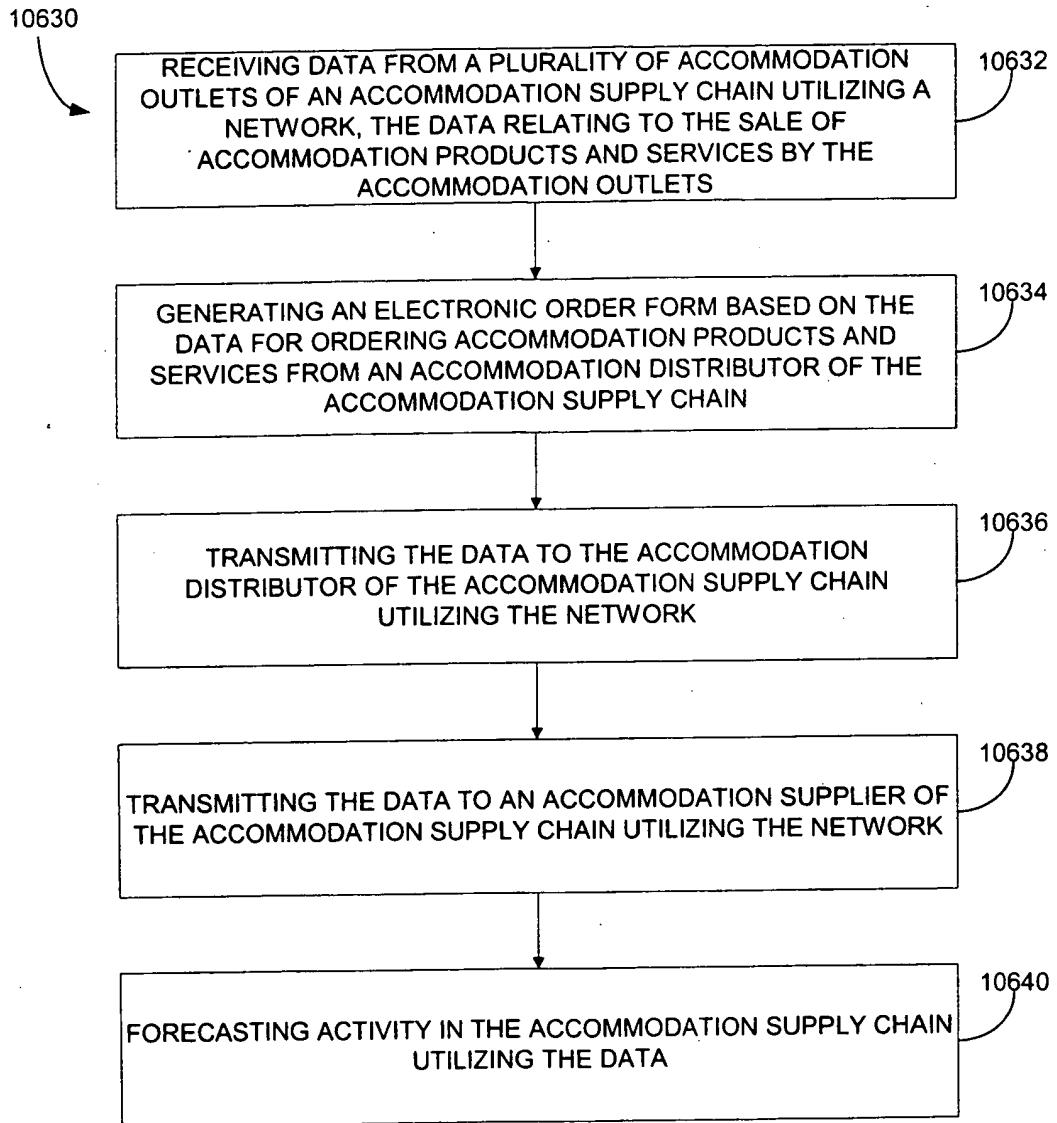 10630
RECEIVING DATA FROM A PLURALITY OF ACCOMMODATION
OUTLETS OF AN ACCOMMODATION SUPPLY CHAIN UTILIZING A
NETWORK, THE DATA RELATING TO THE SALE OF
ACCOMMODATION PRODUCTS AND SERVICES BY THE
ACCOMMODATION OUTLETS
10632
GENERATING AN ELECTRONIC ORDER FORM BASED ON THE
DATA FOR ORDERING ACCOMMODATION PRODUCTS AND
SERVICES FROM AN ACCOMMODATION DISTRIBUTOR OF THE
ACCOMMODATION SUPPLY CHAIN
10634
TRANSMITTING THE DATA TO THE ACCOMMODATION
DISTRIBUTOR OF THE ACCOMMODATION SUPPLY CHAIN
UTILIZING THE NETWORK
10636
TRANSMITTING THE DATA TO AN ACCOMMODATION SUPPLIER OF
THE ACCOMMODATION SUPPLY CHAIN UTILIZING THE NETWORK
10638
FORECASTING ACTIVITY IN THE ACCOMMODATION SUPPLY CHAIN
UTILIZING THE DATA
10640